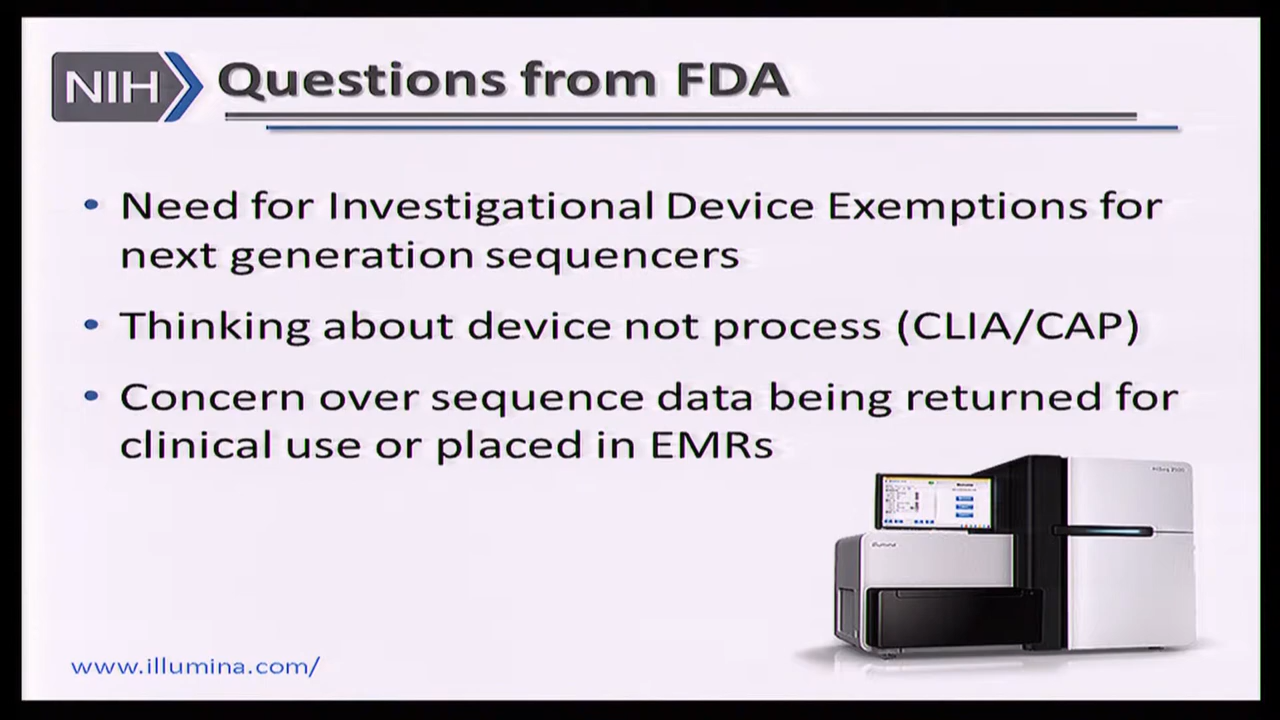 NIH
Questions from FDA
• Need for Investigational Device Exemptions for
next generation sequencers
• Thinking about device not process (CLIA/CAP)
• Concern over sequence data being returned for
clinical use or placed in EMRs
illumina
www.illumina.com/